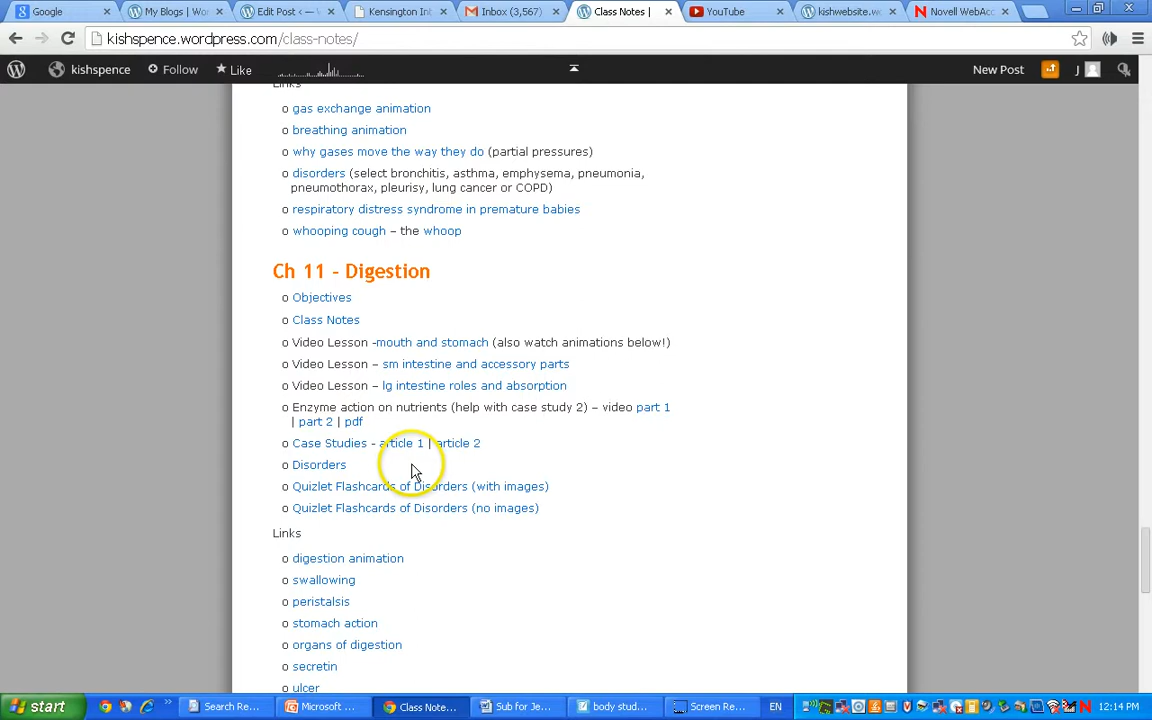 Google
My Blogs | Wor
Edit Post ‹
Kensington Int
Inbox (3,567)
Class Notes |
YouTube
kishwebsite.wo
Novell WebAcc
kishspence.wordpress.com/class-notes/
kishspence
Follow
Like
New Post
J
Links
o gas exchange animation
o breathing animation
o why gases move the way they do (partial pressures)
o disorders (select bronchitis, asthma, emphysema, pneumonia,
pneumothorax, pleurisy, lung cancer or COPD)
o respiratory distress syndrome in premature babies
o whooping cough – the whoop
Ch 11 - Digestion
o Objectives
o Class Notes
o Video Lesson -mouth and stomach (also watch animations below!)
o Video Lesson – sm intestine and accessory parts
o Video Lesson – lg intestine roles and absorption
o Enzyme action on nutrients (help with case study 2) – video part 1
| part 2 | pdf
o Case Studies - article 1 | article 2
o Disorders
o Quizlet Flashcards of Disorders (with images)
o Quizlet Flashcards of Disorders (no images)
Links
o digestion animation
o swallowing
o peristalsis
o stomach action
o organs of digestion
o secretin
o ulcer
start
Search Re...
Microsoft ...
Class Note...
Sub for Je...
body stud...
Screen Re...
EN
12:14 PM